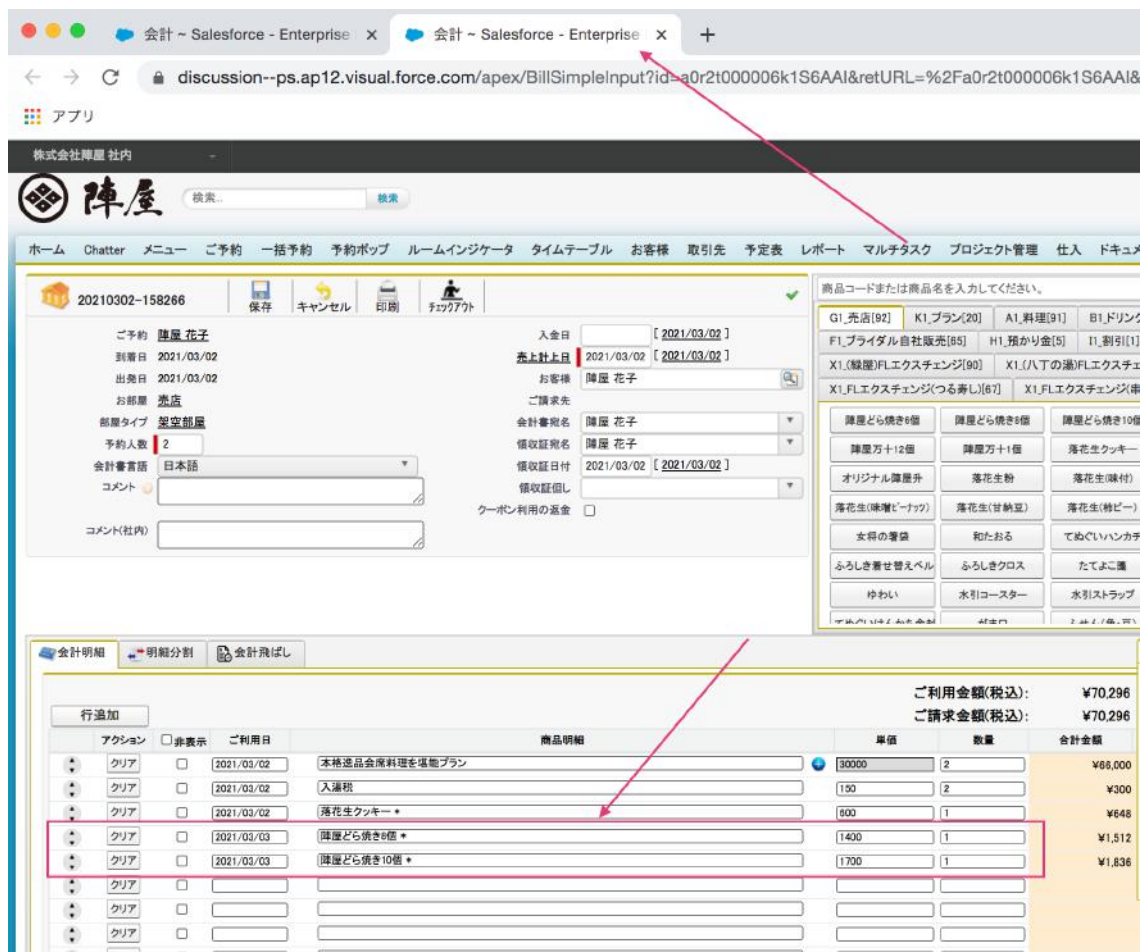 会計 ~ Salesforce - Enterprise
会計 ~ Salesforce - Enterprise
discussion--ps.ap12.visual.force.com/apex/BillSimpleInput?id=a0r2t000006k1S6AAI&retURL=%2Fa0r2t000006k1S6AAI&
アプリ
株式会社陣屋 社内
陣屋 検索... 検索
ホーム Chatter メニュー ご予約 一括予約 予約ポップ ルームインジケータ タイムテーブル お客様 取引先 予定表 レポート マルチタスク プロジェクト管理 仕入 ドキュメ
20210302-158266 保存 キャンセル 印刷 チェックアウト
ご予約 陣屋 花子
到着日 2021/03/02
出発日 2021/03/02
お部屋 売店
部屋タイプ 架空部屋
予約人数 2
会計書言語 日本語
コメント
コメント(社内)
入金日 [ 2021/03/02 ]
売上計上日 2021/03/02 [ 2021/03/02 ]
お客様 陣屋 花子
ご請求先
会計書宛名 陣屋 花子
領収証宛名 陣屋 花子
領収証日付 2021/03/02 [ 2021/03/02 ]
領収証但し
クーポン利用の返金
商品コードまたは商品名を入力してください。
G1_売店[92] K1_プラン[20] A1_料理[91] B1_ドリンク
F1_ブライダル自社販売[65] H1_預かり金[5] I1_割引[1]
X1_(緑屋)FLエクスチェンジ[90] X1_(八丁の湯)FLエクスチェ
X1_FLエクスチェンジ(つる寿し)[67] X1_FLエクスチェンジ(串
陣屋どら焼き6個 陣屋どら焼き8個 陣屋どら焼き10個
陣屋万十12個 陣屋万十1個 落花生クッキー
オリジナル陣屋升 落花生粉 落花生(味付)
落花生(味噌ピーナッツ) 落花生(甘納豆) 落花生(柿ピー)
女将の箸袋 和たおる てぬぐいハンカチ
ふろしき着せ替えベル ふろしきクロス たてよこ
ゆわい 水引コースター 水引ストラップ
がま口
会計明細 明細分割 会計飛ばし
ご利用金額(税込): ¥70,296
行追加 ご請求金額(税込): ¥70,296
アクション 非表示 ご利用日 商品明細 単価 数量 合計金額
クリア 2021/03/02 本格逸品会席料理を堪能プラン 30000 2 ¥66,000
クリア 2021/03/02 入湯税 150 2 ¥300
クリア 2021/03/02 落花生クッキー * 600 1 ¥648
クリア 2021/03/03 陣屋どら焼き8個 * 1400 1 ¥1,512
クリア 2021/03/03 陣屋どら焼き10個 * 1700 1 ¥1,836
クリア
クリア
クリア